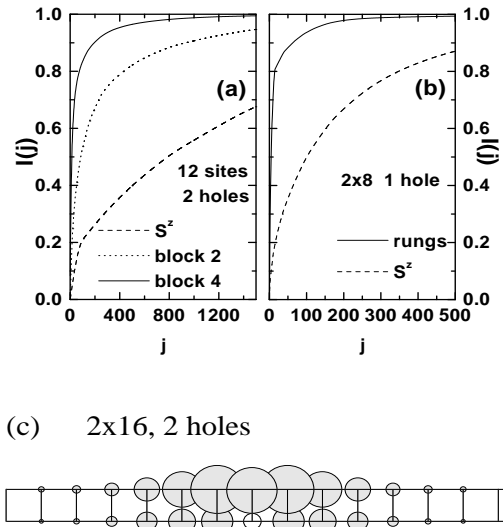 1.0
0.8
0.6
0.4
0.2
0.0
I(j)
0
400
800
1200
j
(a)
12 sites
2 holes
S^z
block 2
block 4
0
100
200
300
400
500
j
(b)
2x8 1 hole
rungs
S^z
1.0
0.8
0.6
0.4
0.2
0.0
I(j)
(c) 2x16, 2 holes